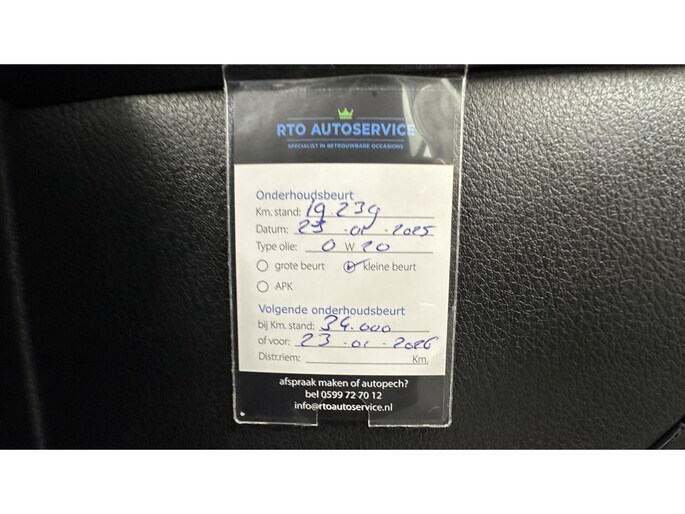 RTO AUTOSERVICE
SPECIALIST IN BETROUWBARE OCCASIONS
Onderhoudsbeurt
Km. stand: 19.239
Datum: 23 -01 -2025
Type olie: 0 W 20
grote beurt kleine beurt
APK
Volgende onderhoudsbeurt
bij Km. stand: 34.000
of voor: 23 -01 -2026
Distr.riem: Km.
afspraak maken of autopech?
bel 0599 72 70 12
info@rtoautoservice.nl